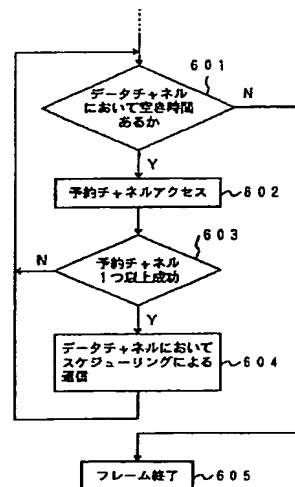 601
データチャネル
において空き時間
あるか
N
Y
予約チャネルアクセス
602
603
予約チャネル
1つ以上成功
N
Y
データチャネルにおいて
スケジューリングによる
送信
604
フレーム終了
605